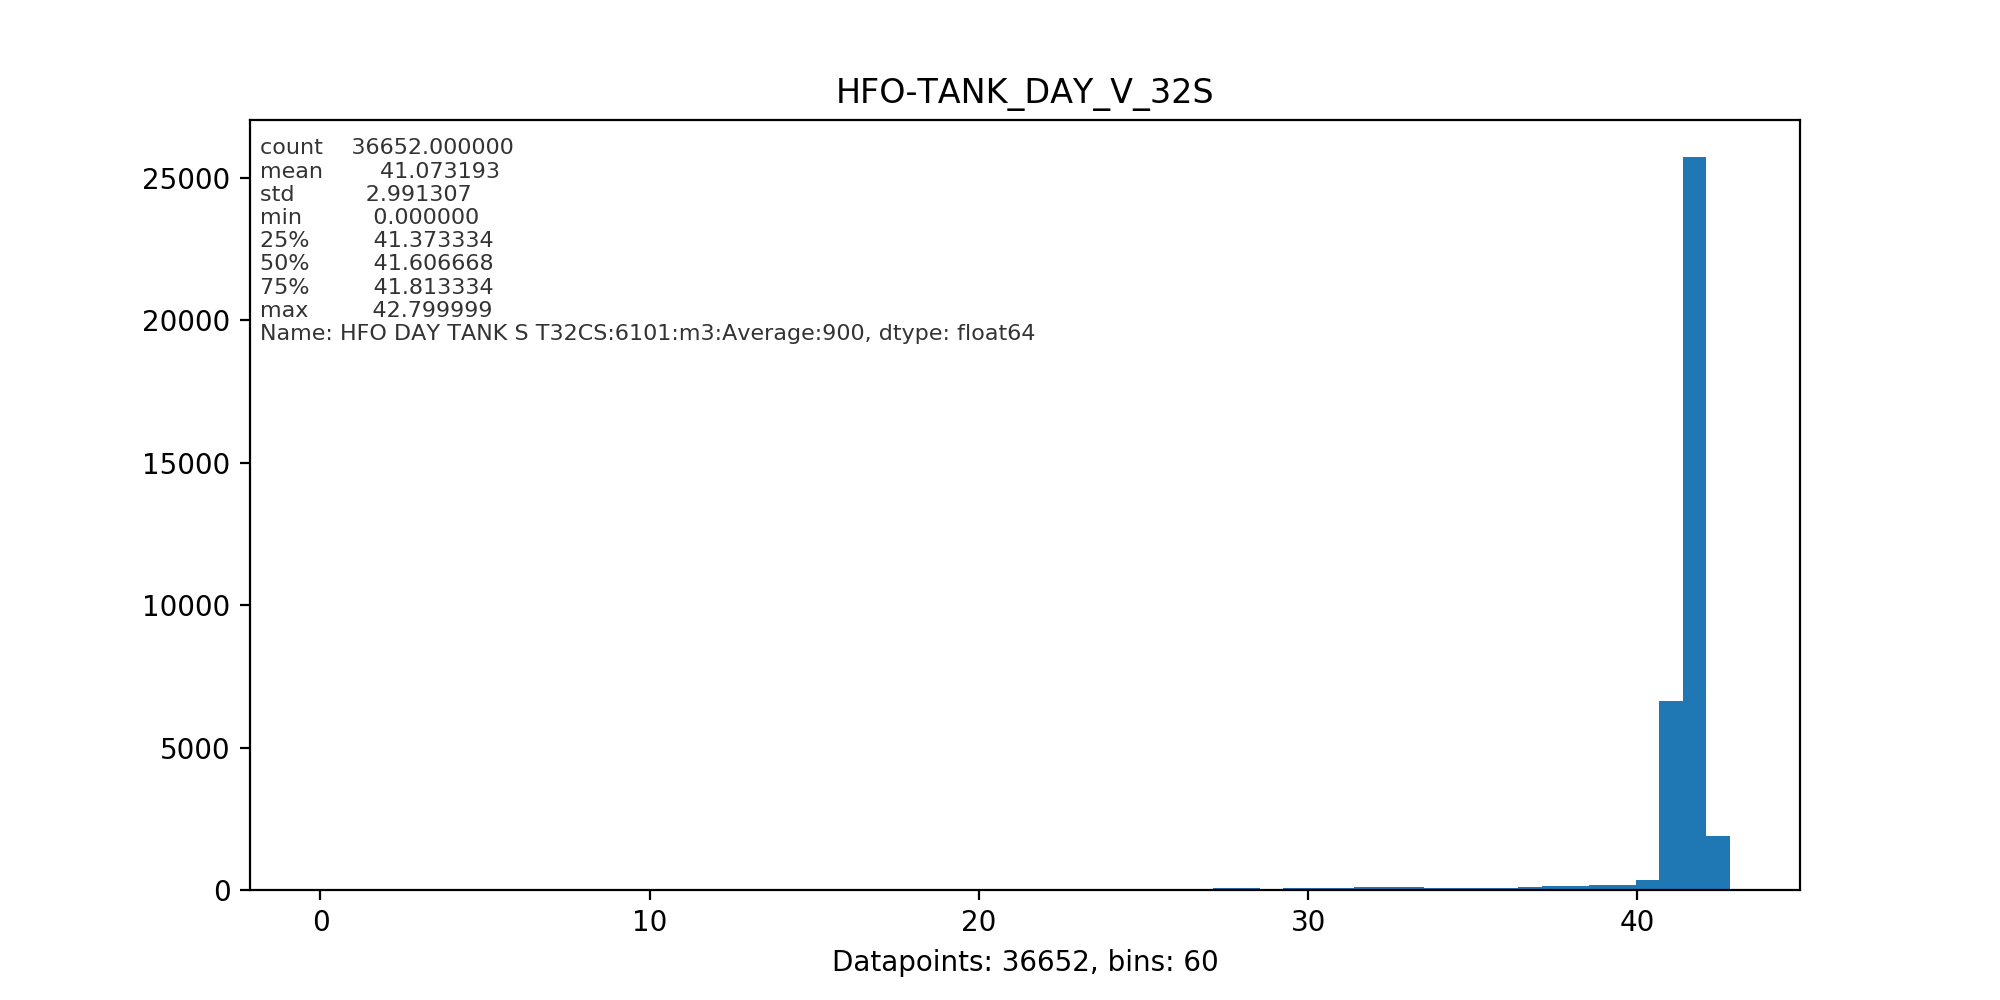 HFO-TANK_DAY_V_32S
count 36652.000000
mean 41.073193
std 2.991307
min 0.000000
25% 41.373334
50% 41.606668
75% 41.813334
max 42.799999
Name: HFO DAY TANK S T32CS:6101:m3:Average:900, dtype: float64
25000
20000
15000
10000
5000
0
0 10 20 30 40
Datapoints: 36652, bins: 60